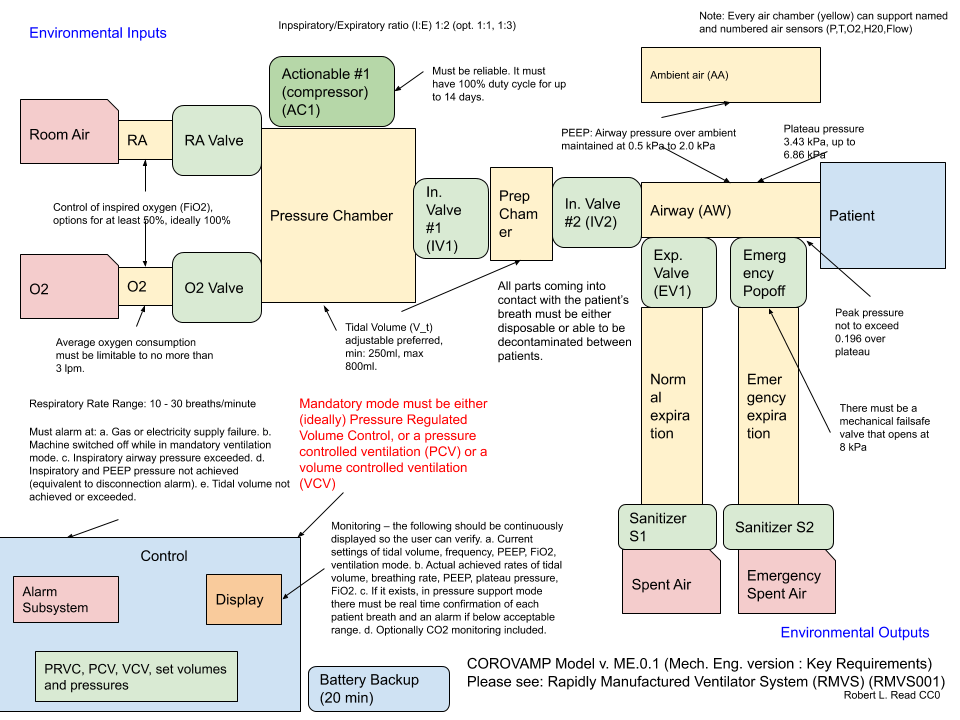 Environmental Inputs
Inpspiratory/Expiratory ratio (I:E) 1:2 (opt. 1:1, 1:3)
Note: Every air chamber (yellow) can support named
and numbered air sensors (P,T,O2,H20,Flow)
Actionable #1
(compressor)
(AC1)
Must be reliable. It must
have 100% duty cycle for up
to 14 days.
Ambient air (AA)
Room Air
RA
RA Valve
PEEP: Airway pressure over ambient
maintained at 0.5 kPa to 2.0 kPa
Plateau pressure
3.43 kPa, up to
6.86 kPa
Control of inspired oxygen (FiO2),
options for at least 50%, ideally 100%
Pressure Chamber
In.
Valve
#1
(IV1)
Prep
Cham
er
In. Valve
#2 (IV2)
Airway (AW)
Patient
O2
O2
O2 Valve
Exp.
Valve
(EV1)
Emerg
ency
Popoff
All parts coming into
contact with the patient's
breath must be either
disposable or able to be
decontaminated between
patients.
Peak pressure
not to exceed
0.196 over
plateau
Average oxygen consumption
must be limitable to no more than
3 lpm.
Tidal Volume (V_t)
adjustable preferred,
min: 250ml, max
800ml.
Norm
al
expira
tion
Emer
gency
expira
tion
There must be a
mechanical failsafe
valve that opens at
8 kPa
Respiratory Rate Range: 10 - 30 breaths/minute
Must alarm at: a. Gas or electricity supply failure. b.
Machine switched off while in mandatory ventilation
mode. c. Inspiratory airway pressure exceeded. d.
Inspiratory and PEEP pressure not achieved
(equivalent to disconnection alarm). e. Tidal volume not
achieved or exceeded.
Mandatory mode must be either
(ideally) Pressure Regulated
Volume Control, or a pressure
controlled ventilation (PCV) or a
volume controlled ventilation
(VCV)
Sanitizer
S1
Sanitizer S2
Monitoring – the following should be continuously
displayed so the user can verify. a. Current
settings of tidal volume, frequency, PEEP, FiO2,
ventilation mode. b. Actual achieved rates of tidal
volume, breathing rate, PEEP, plateau pressure,
FiO2. c. If it exists, in pressure support mode
there must be real time confirmation of each
patient breath and an alarm if below acceptable
range. d. Optionally CO2 monitoring included.
Control
Alarm
Subsystem
Display
Spent Air
Emergency
Spent Air
Environmental Outputs
PRVC, PCV, VCV, set volumes
and pressures
Battery Backup
(20 min)
COROVAMP Model v. ME.0.1 (Mech. Eng. version : Key Requirements)
Please see: Rapidly Manufactured Ventilator System (RMVS) (RMVS001)
Robert L. Read CC0